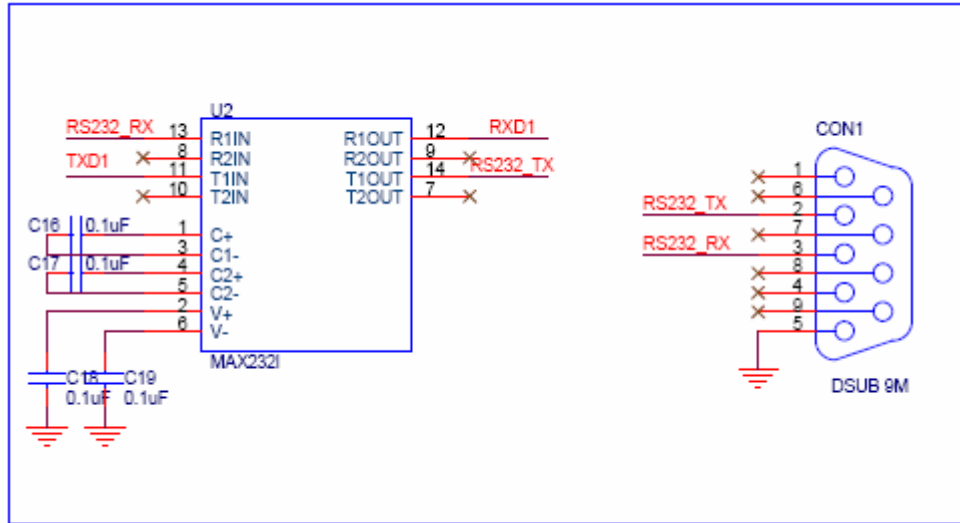 U2
RS232_RX 13 R1IN R1OUT 12 RXD1
8 R2IN R2OUT 9
TXD1 11 T1IN T1OUT 14 RS232_TX
10 T2IN T2OUT 7
C16 0.1uF 1 C+
3 C1-
C17 0.1uF 4 C2+
5 C2-
2 V+
6 V-
MAX232I
C18 C19
0.1uF 0.1uF
CON1
1
6
RS232_TX 2
7
RS232_RX 3
8
4
9
5
DSUB 9M